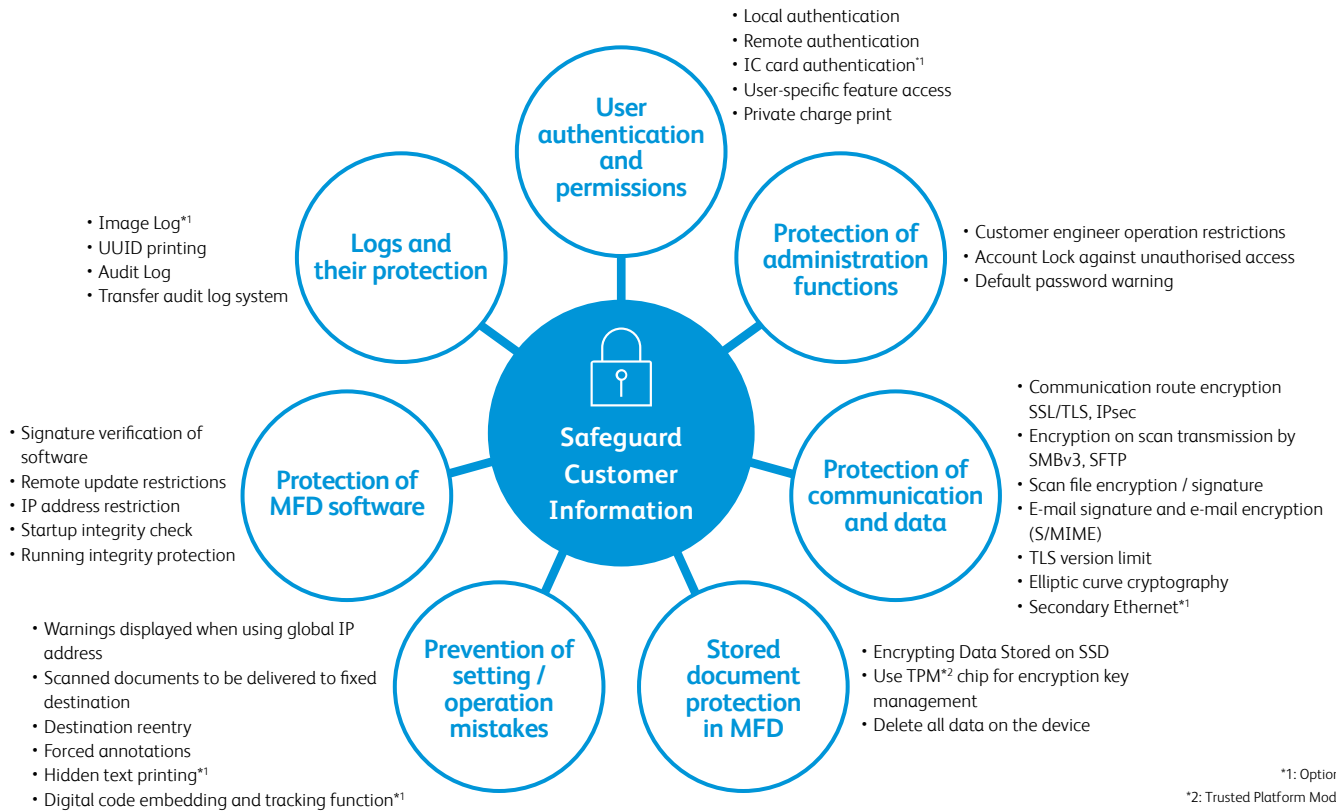 • Local authentication
• Remote authentication
• IC card authentication*1
• User-specific feature access
• Private charge print
User
authentication
and
permissions
• Image Log*1
• UUID printing
• Audit Log
• Transfer audit log system
Logs and
their protection
Protection of
administration
functions
• Customer engineer operation restrictions
• Account Lock against unauthorised access
• Default password warning
Safeguard
Customer
Information
• Signature verification of
software
• Remote update restrictions
• IP address restriction
• Startup integrity check
• Running integrity protection
Protection of
MFD software
Protection of
communication
and data
• Communication route encryption
SSL/TLS, IPsec
• Encryption on scan transmission by
SMBv3, SFTP
• Scan file encryption / signature
• E-mail signature and e-mail encryption
(S/MIME)
• TLS version limit
• Elliptic curve cryptography
• Secondary Ethernet*1
• Warnings displayed when using global IP
address
• Scanned documents to be delivered to fixed
destination
• Destination reentry
• Forced annotations
• Hidden text printing*1
• Digital code embedding and tracking function*1
Prevention of
setting /
operation
mistakes
Stored
document
protection
in MFD
• Encrypting Data Stored on SSD
• Use TPM*2 chip for encryption key
management
• Delete all data on the device
*1: Option
*2: Trusted Platform Mod